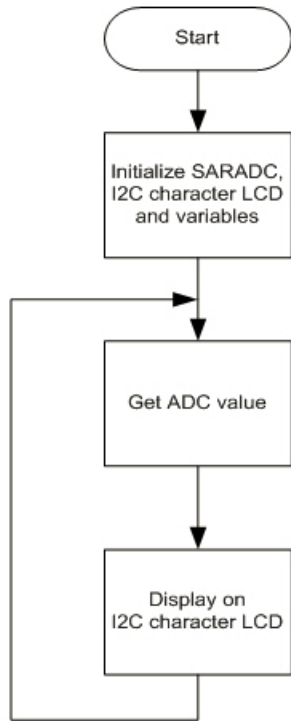 Start
Initialize SARADC,
I2C character LCD
and variables
Get ADC value
Display on
I2C character LCD